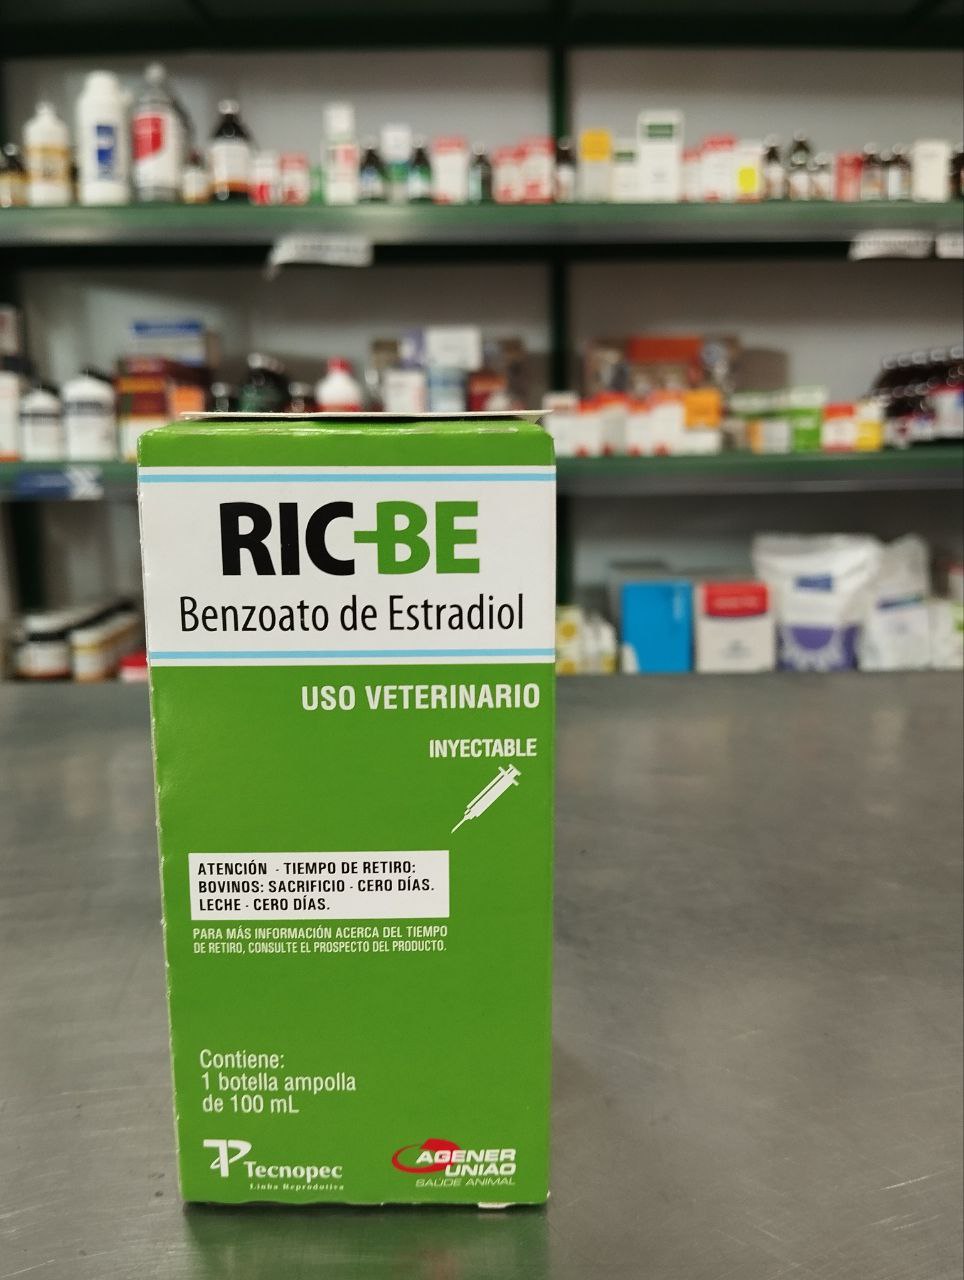 RIC-BE
Benzoato de Estradiol
USO VETERINARIO
INYECTABLE
ATENCIÓN - TIEMPO DE RETIRO:
BOVINOS: SACRIFICIO - CERO DÍAS.
LECHE - CERO DÍAS.
PARA MÁS INFORMACIÓN ACERCA DEL TIEMPO
DE RETIRO, CONSULTE EL PROSPECTO DEL PRODUCTO.
Contiene:
1 botella ampolla
de 100 mL
Tecnopec
Linha Reprodutiva
AGENER
UNIÃO
SAÚDE ANIMAL